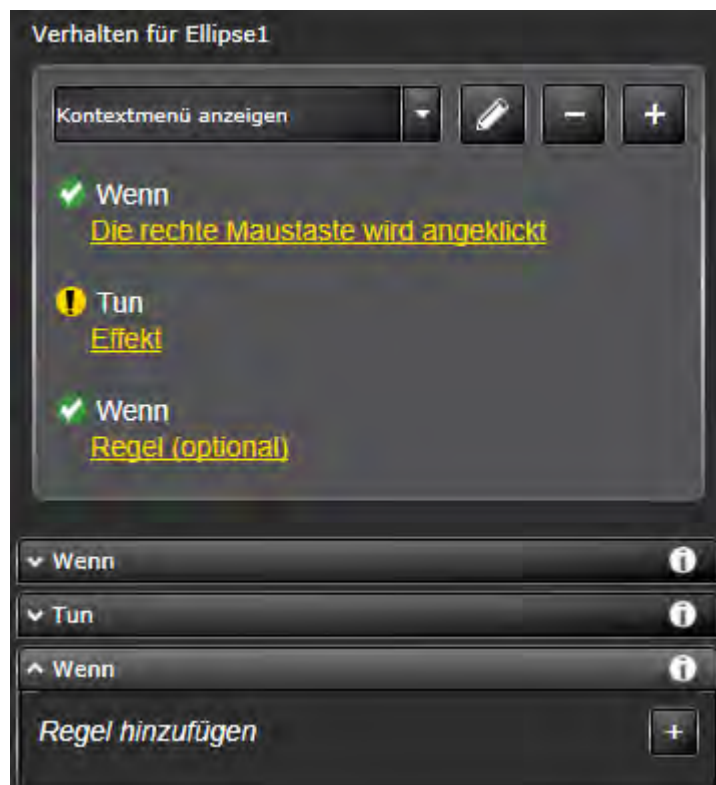 Verhalten für Ellipse1
Kontextmenü anzeigen
Wenn
Die rechte Maustaste wird angeklickt
Tun
Effekt
Wenn
Regel (optional)
Wenn
Tun
Wenn
Regel hinzufügen